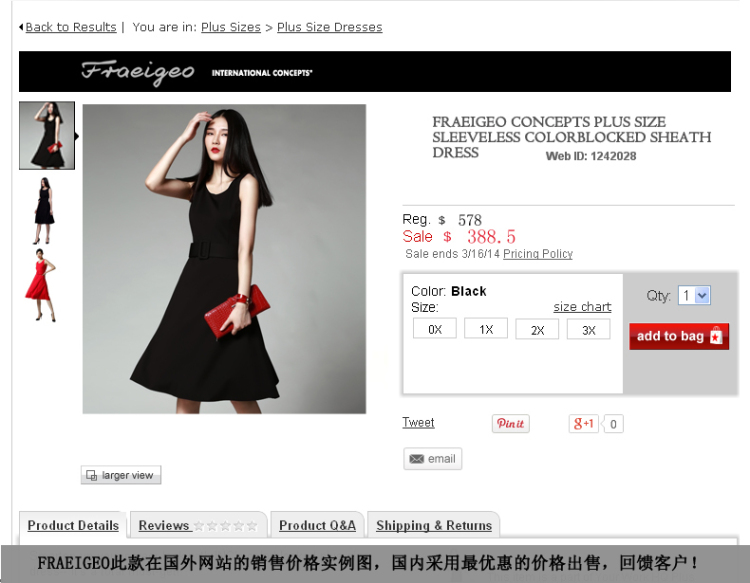 Back to Results | You are in: Plus Sizes > Plus Size Dresses
Fraeigeo INTERNATIONAL CONCEPTS
FRAEIGEO CONCEPTS PLUS SIZE
SLEEVELESS COLORBLOCKED SHEATH
DRESS Web ID: 1242028
Reg. $ 578
Sale $ 388.5
Sale ends 3/16/14 Pricing Policy
Color: Black
Size: size chart
0X 1X 2X 3X
Qty: 1
add to bag
Tweet Pin it g+1 0
email
larger view
Product Details Reviews Product Q&A Shipping & Returns
FRAEIGEO此款在国外网站的销售价格实例图，国内采用最优惠的价格出售，回馈客户！